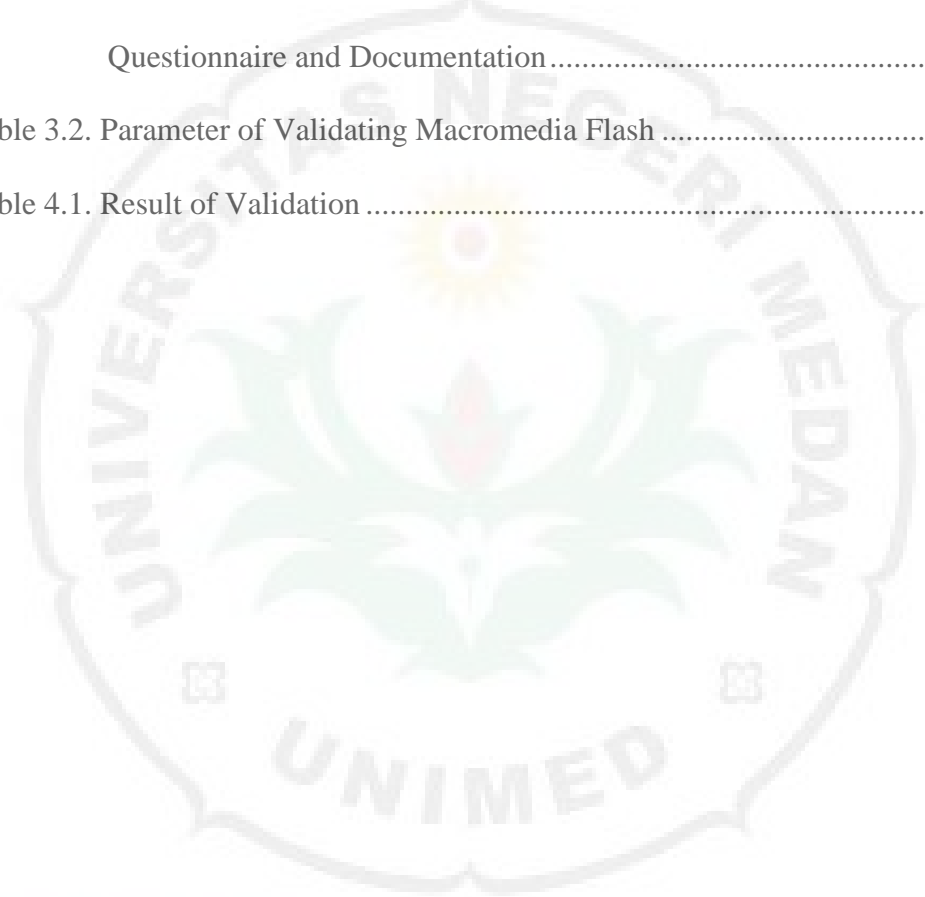 Questionnaire and Documentation...............................................
ble 3.2. Parameter of Validating Macromedia Flash .................................
ble 4.1. Result of Validation ......................................................................
UNIVERSITAS NEGERI MEDAN
UNIMED